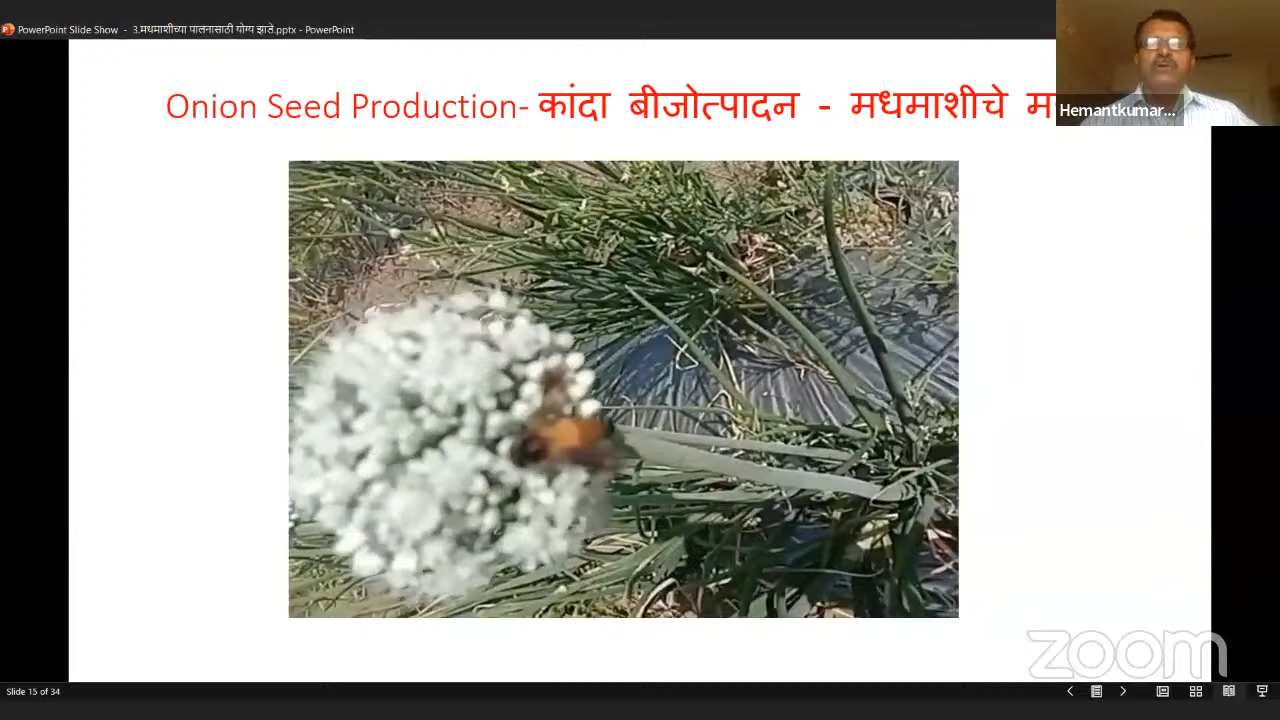 PowerPoint Slide Show - 3.मधमाशीच्या पालनासाठी योग्य झाडे.pptx - PowerPoint
Onion Seed Production- कांदा बीजोत्पादन - मधमाशीचे
Hemantkumar...
zoom
Slide 15 of 34